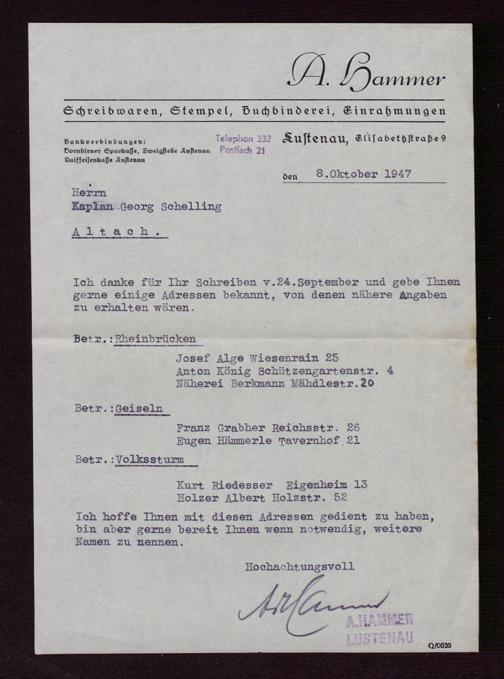 A. Hammer
Schreibwaren, Stempel, Buchbinderei, Einrahmungen
Bankverbindungen:
Dornbirner Sparkasse, Zweigstelle Lustenau
Raiffeisenkasse Lustenau
Telephon 332
Postfach 21
Lustenau, Elisabethstraße 9
den 8.Oktober 1947
Herrn
Kaplan Georg Schelling
Altach.
Ich danke für Ihr Schreiben v.24.September und gebe Ihnen
gerne einige Adressen bekannt, von denen nähere Angaben
zu erhalten wären.
Betr.:Rheinbrücken
Josef Alge Wiesenrain 25
Anton König Schützengartenstr. 4
Näherei Berkmann Mähdlestr.20
Betr.:Geiseln
Franz Grabher Reichsstr. 26
Eugen Hämmerle Tavernhof 21
Betr.:Volkssturm
Kurt Riedesser Eigenheim 13
Holzer Albert Holzstr. 52
Ich hoffe Ihnen mit diesen Adressen gedient zu haben,
bin aber gerne bereit Ihnen wenn notwendig, weitere
Namen zu nennen.
Hochachtungsvoll
A.HAMMER
LUSTENAU
Q/0020